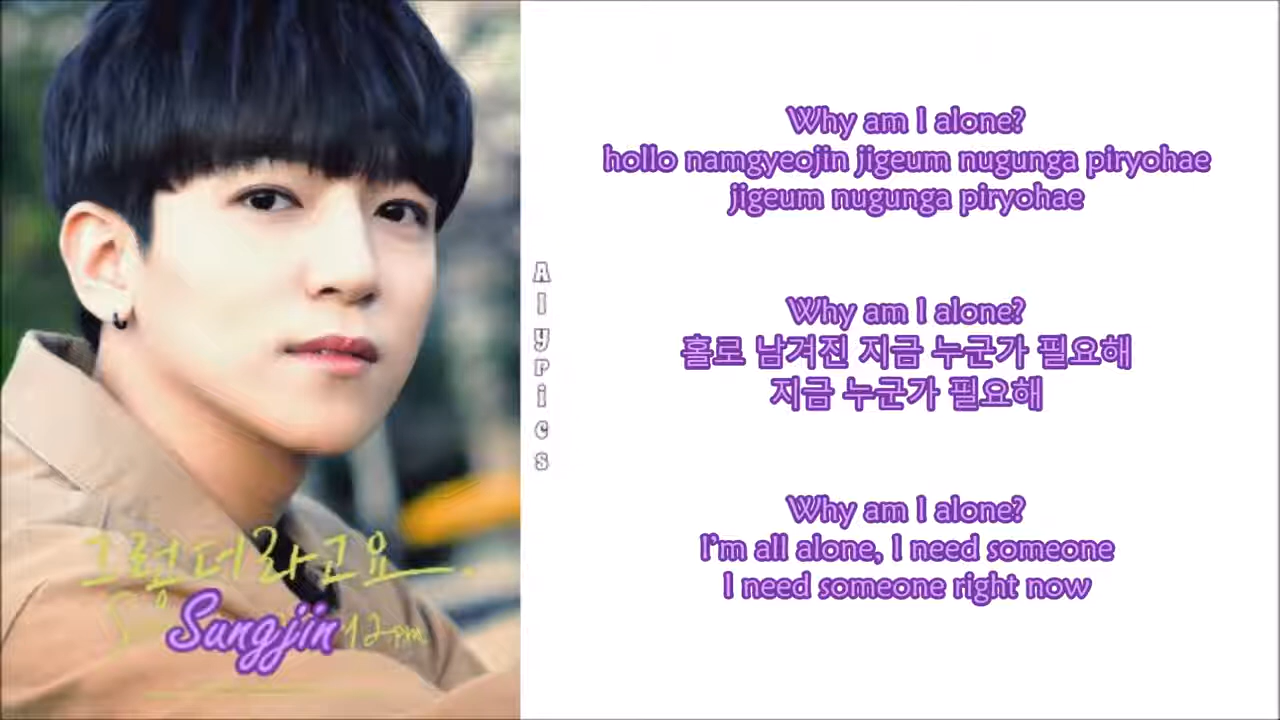 Why am I alone?
hollo namgyeojin jigeum nugunga piryohae
jigeum nugunga piryohae
Alyrics
Why am I alone?
홀로 남겨진 지금 누군가 필요해
지금 누군가 필요해
Why am I alone?
I'm all alone, I need someone
I need someone right now
그렇더라고요
Sungjin
12pm